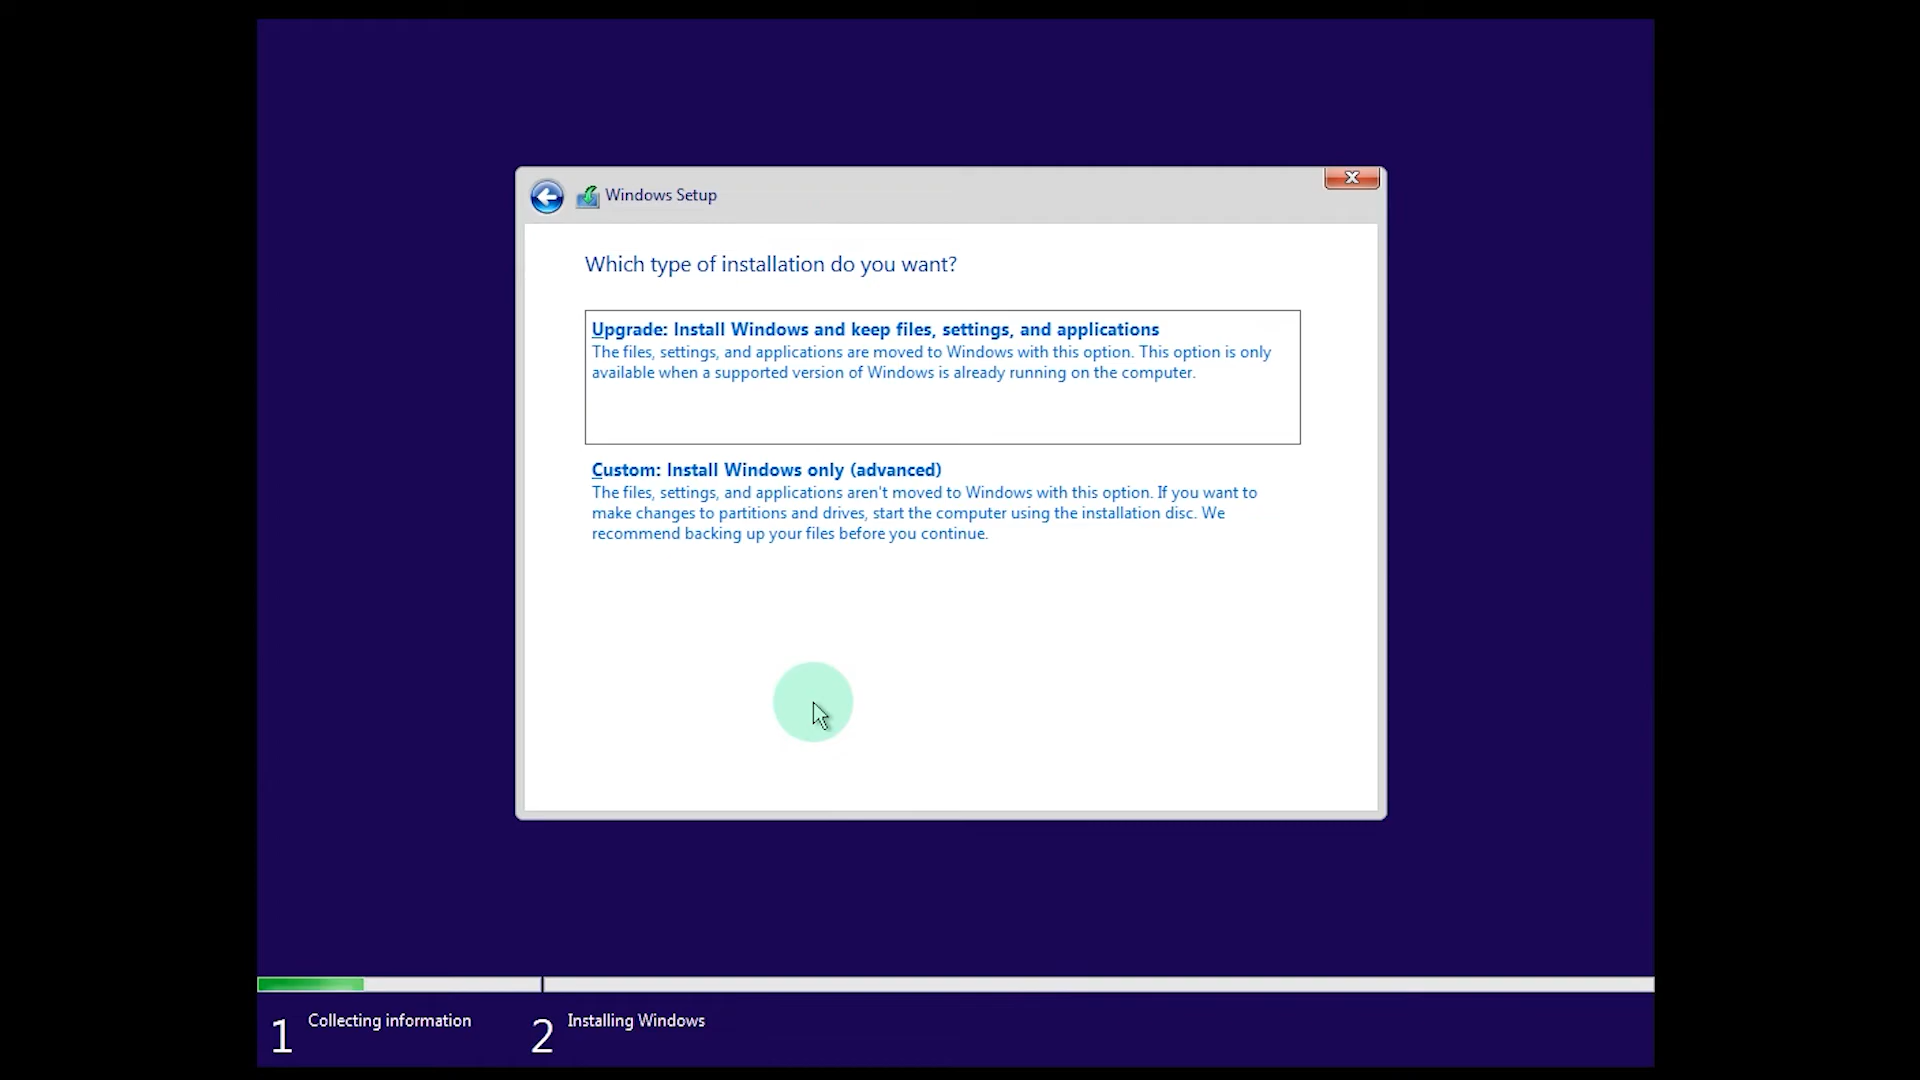 Windows Setup
Which type of installation do you want?
Upgrade: Install Windows and keep files, settings, and applications
The files, settings, and applications are moved to Windows with this option. This option is only
available when a supported version of Windows is already running on the computer.
Custom: Install Windows only (advanced)
The files, settings, and applications aren't moved to Windows with this option. If you want to
make changes to partitions and drives, start the computer using the installation disc. We
recommend backing up your files before you continue.
1 Collecting information
2 Installing Windows